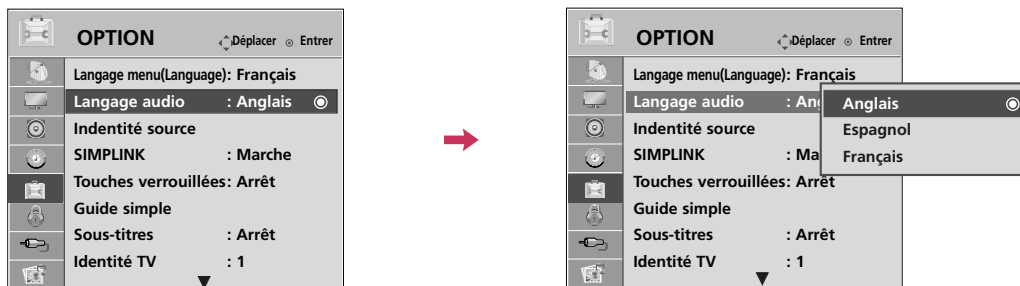 OPTION Déplacer Entrer
Langage menu(Language): Français
Langage audio : Anglais
Indentité source
SIMPLINK : Marche
Touches verrouillées: Arrêt
Guide simple
Sous-titres : Arrêt
Identité TV : 1
OPTION Déplacer Entrer
Langage menu(Language): Français
Langage audio : Ang
Indentité source
SIMPLINK : Ma
Touches verrouillées: Arrêt
Guide simple
Sous-titres : Arrêt
Identité TV : 1
Anglais
Espagnol
Français